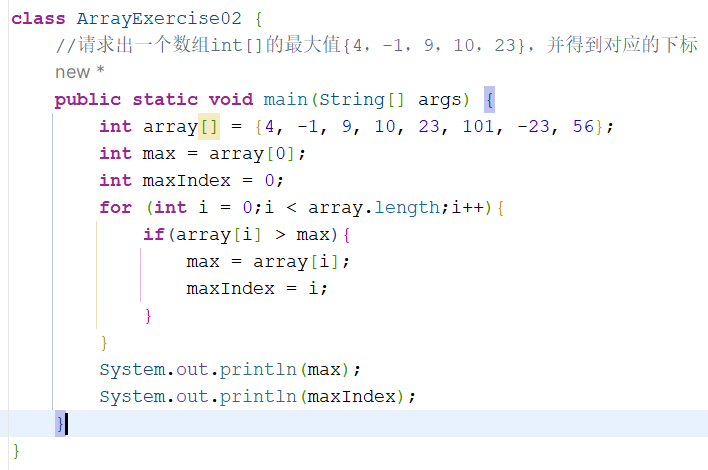 class ArrayExercise02 {
//请求出一个数组int[]的最大值{4, -1, 9, 10, 23}，并得到对应的下标
new *
public static void main(String[] args) {
int array[] = {4, -1, 9, 10, 23, 101, -23, 56};
int max = array[0];
int maxIndex = 0;
for (int i = 0;i < array.length;i++){
if(array[i] > max){
max = array[i];
maxIndex = i;
}
}
System.out.println(max);
System.out.println(maxIndex);
}
}